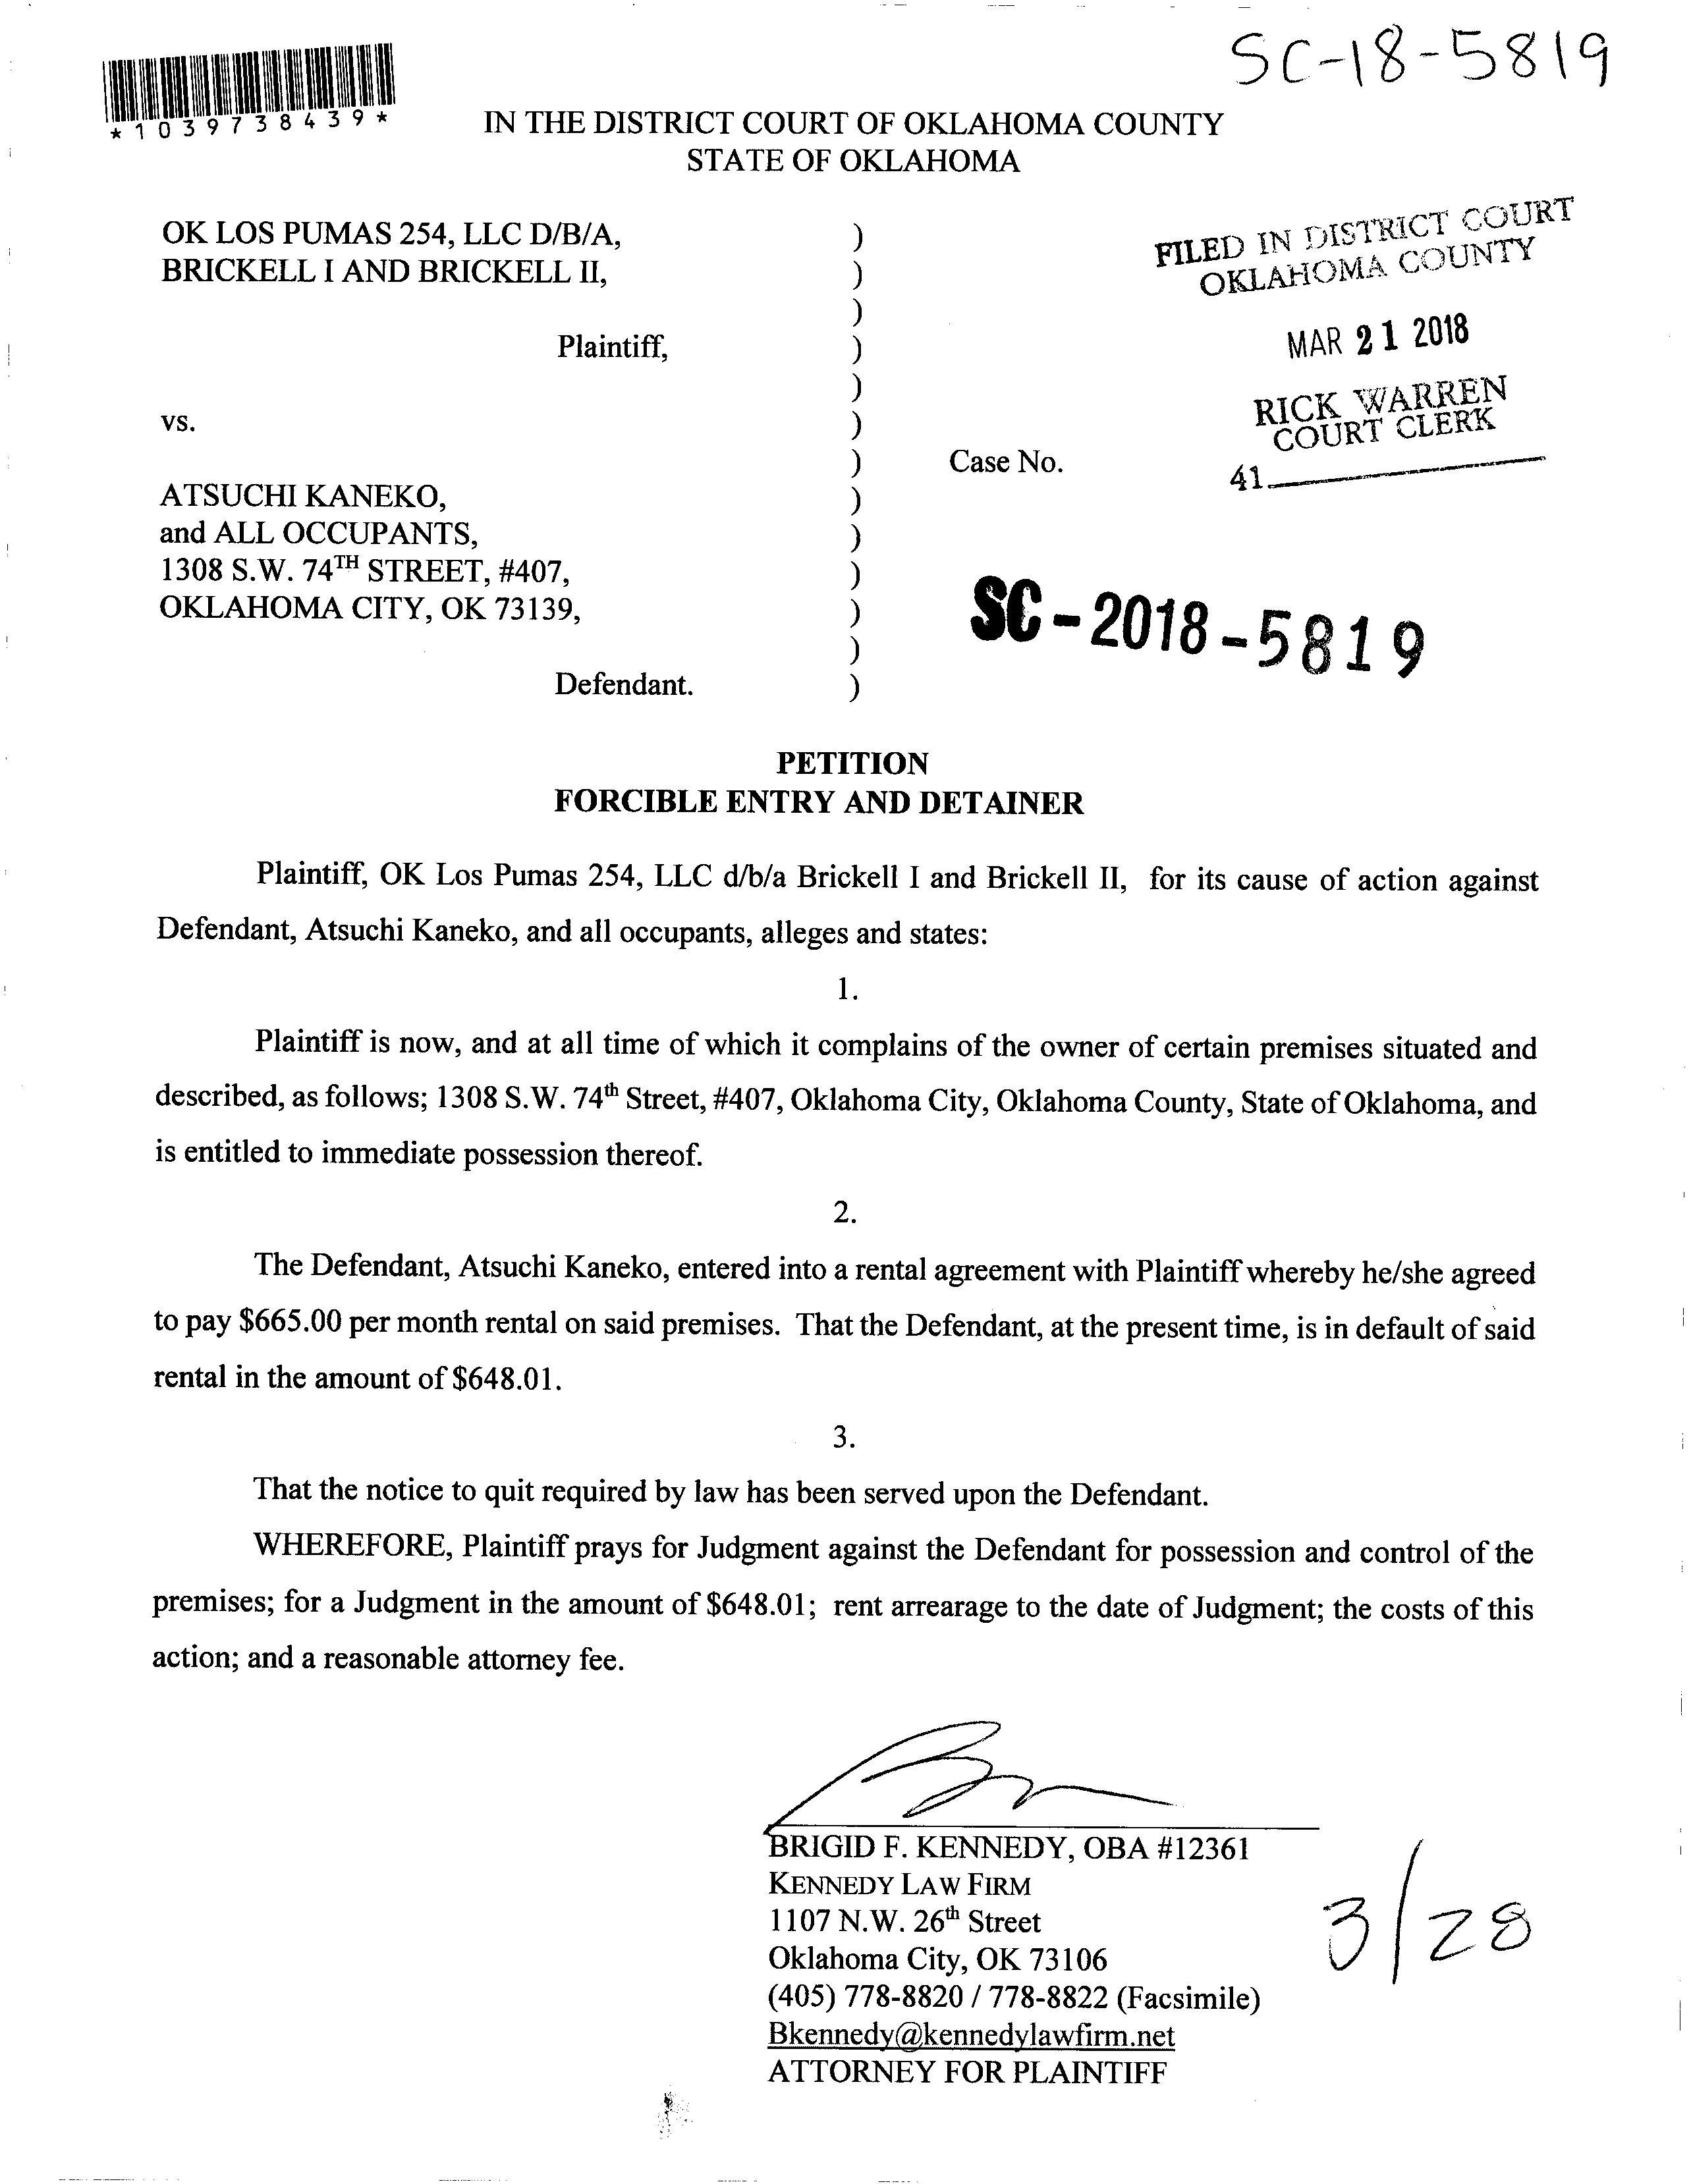 SC-18-5819
*1039738439*
IN THE DISTRICT COURT OF OKLAHOMA COUNTY
STATE OF OKLAHOMA
OK LOS PUMAS 254, LLC D/B/A, )
BRICKELL I AND BRICKELL II, )
)
Plaintiff, )
)
vs. )
) Case No.
ATSUCHI KANEKO, )
and ALL OCCUPANTS, )
1308 S.W. 74TH STREET, #407, )
OKLAHOMA CITY, OK 73139, )
)
Defendant. )
FILED IN DISTRICT COURT
OKLAHOMA COUNTY
MAR 21 2018
RICK WARREN
COURT CLERK
41
SC-2018-5819
PETITION
FORCIBLE ENTRY AND DETAINER
Plaintiff, OK Los Pumas 254, LLC d/b/a Brickell I and Brickell II, for its cause of action against
Defendant, Atsuchi Kaneko, and all occupants, alleges and states:
1.
Plaintiff is now, and at all time of which it complains of the owner of certain premises situated and
described, as follows; 1308 S.W. 74th Street, #407, Oklahoma City, Oklahoma County, State of Oklahoma, and
is entitled to immediate possession thereof.
2.
The Defendant, Atsuchi Kaneko, entered into a rental agreement with Plaintiff whereby he/she agreed
to pay $665.00 per month rental on said premises. That the Defendant, at the present time, is in default of said
rental in the amount of $648.01.
3.
That the notice to quit required by law has been served upon the Defendant.
WHEREFORE, Plaintiff prays for Judgment against the Defendant for possession and control of the
premises; for a Judgment in the amount of $648.01; rent arrearage to the date of Judgment; the costs of this
action; and a reasonable attorney fee.
BRIGID F. KENNEDY, OBA #12361
KENNEDY LAW FIRM
1107 N.W. 26th Street
Oklahoma City, OK 73106
(405) 778-8820 / 778-8822 (Facsimile)
Bkennedy@kennedylawfirm.net
ATTORNEY FOR PLAINTIFF
3/28